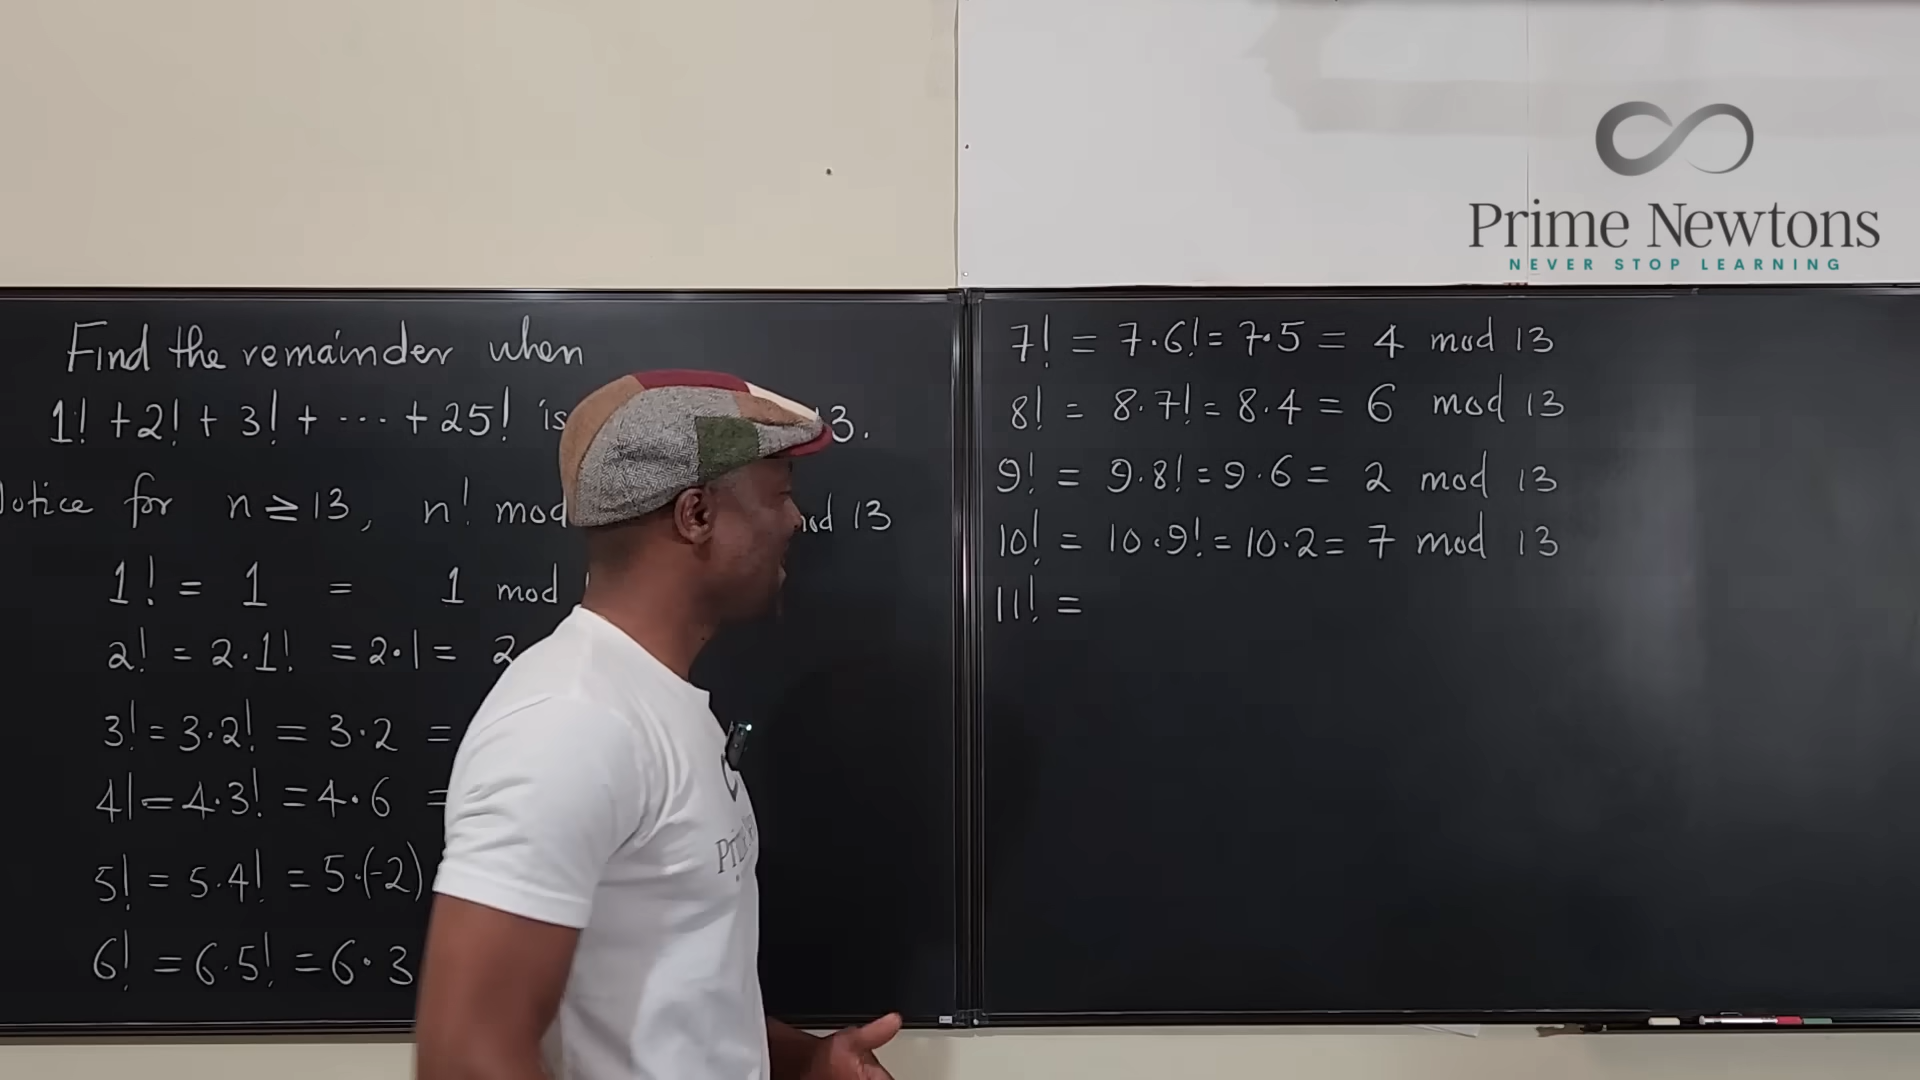 Prime Newtons
NEVER STOP LEARNING
Find the remainder when
1! + 2! + 3! + ... + 25! is 3.
Notice for n ≥ 13, n! mod mod 13
1! = 1 = 1 mod
2! = 2·1! = 2·1 = 2
3! = 3·2! = 3·2 =
4! = 4·3! = 4·6 =
5! = 5·4! = 5·(-2)
6! = 6·5! = 6·3
7! = 7·6! = 7·5 = 4 mod 13
8! = 8·7! = 8·4 = 6 mod 13
9! = 9·8! = 9·6 = 2 mod 13
10! = 10·9! = 10·2 = 7 mod 13
11! =